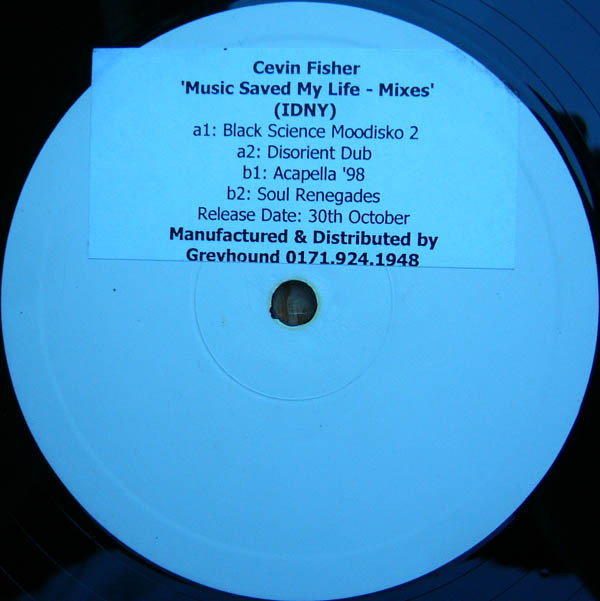 Cevin Fisher
'Music Saved My Life - Mixes'
(IDNY)
a1: Black Science Moodisko 2
a2: Disorient Dub
b1: Acapella '98
b2: Soul Renegades
Release Date: 30th October
Manufactured & Distributed by
Greyhound 0171.924.1948